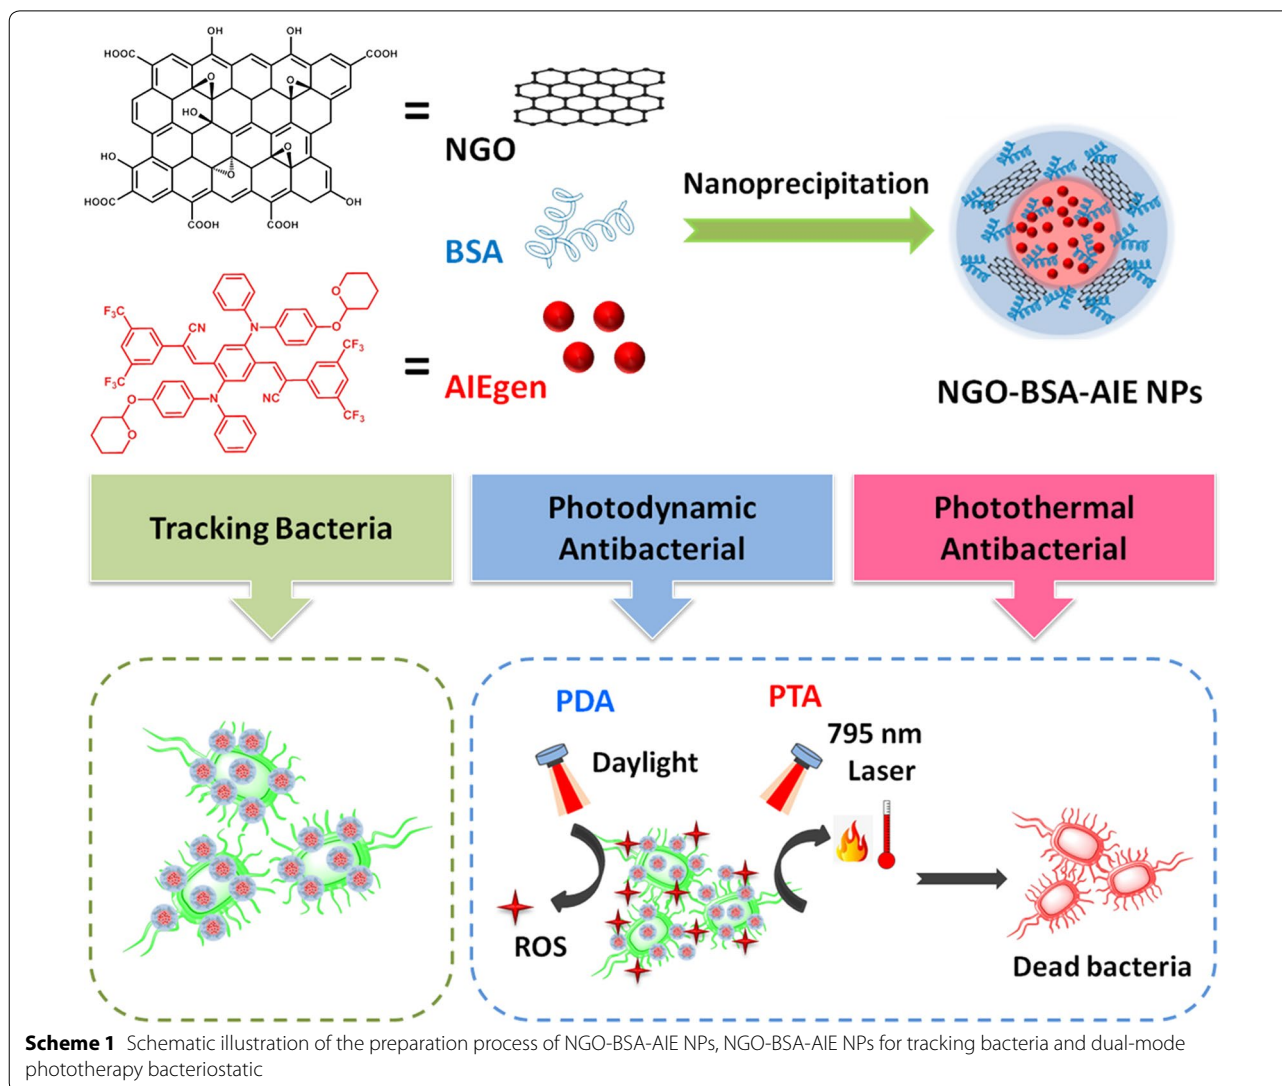 OH
OH
HOOC
COOH
O
O
HO
=
NGO
HO
O
O
HOOC
OH
COOH
COOH
Nanoprecipitation
BSA
O
O
F3C
CN
N
CF3
CF3
=
AIEgen
NC
O
N
CF3
O
NGO-BSA-AIE NPs
Tracking Bacteria
Photodynamic
Antibacterial
Photothermal
Antibacterial
PDA
PTA
Daylight
795 nm
Laser
ROS
Dead bacteria
Scheme 1 Schematic illustration of the preparation process of NGO-BSA-AIE NPs, NGO-BSA-AIE NPs for tracking bacteria and dual-mode
phototherapy bacteriostatic